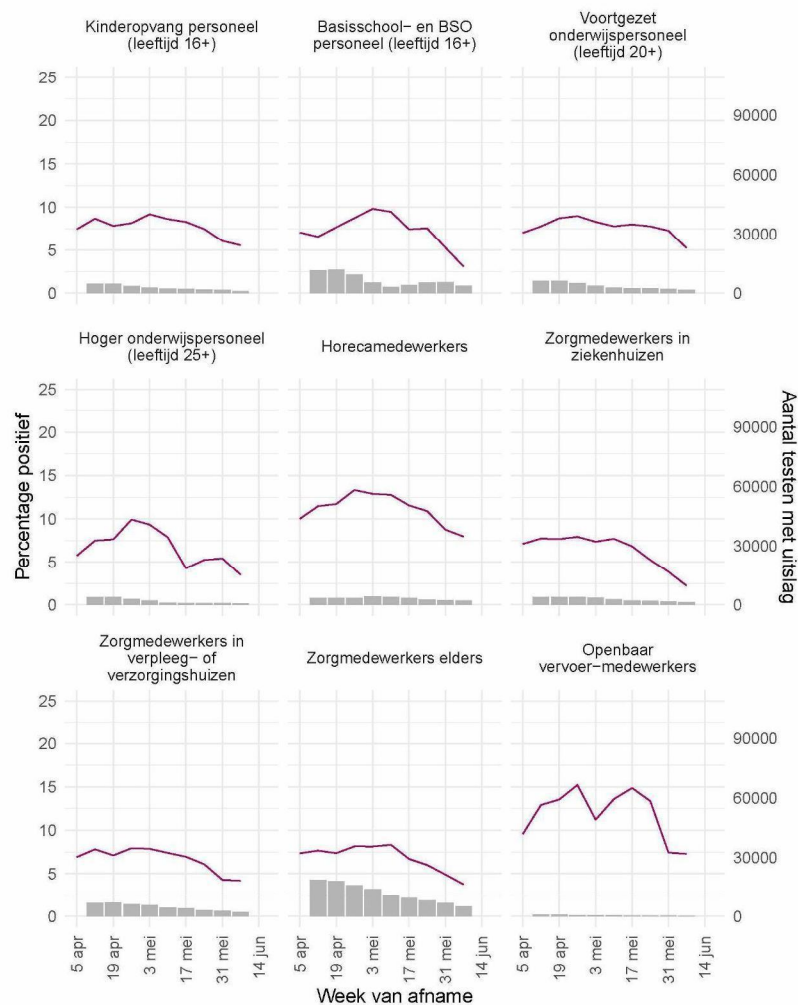 Kinderopvang personeel
(leeftijd 16+)
Basisschool− en BSO
personeel (leeftijd 16+)
Voortgezet
onderwijspersoneel
(leeftijd 20+)
25
20
15
10
5
0
90000
60000
30000
0
Hoger onderwijspersoneel
(leeftijd 25+)
Horecamedewerkers
Zorgmedewerkers in
ziekenhuizen
Percentage positief
25
20
15
10
5
0
90000
60000
30000
0
Aantal testen met uitslag
Zorgmedewerkers in
verpleeg− of
verzorgingshuizen
Zorgmedewerkers elders
Openbaar
vervoer−medewerkers
25
20
15
10
5
0
90000
60000
30000
0
5 apr
19 apr
3 mei
17 mei
31 mei
14 jun
5 apr
19 apr
3 mei
17 mei
31 mei
14 jun
5 apr
19 apr
3 mei
17 mei
31 mei
14 jun
Week van afname